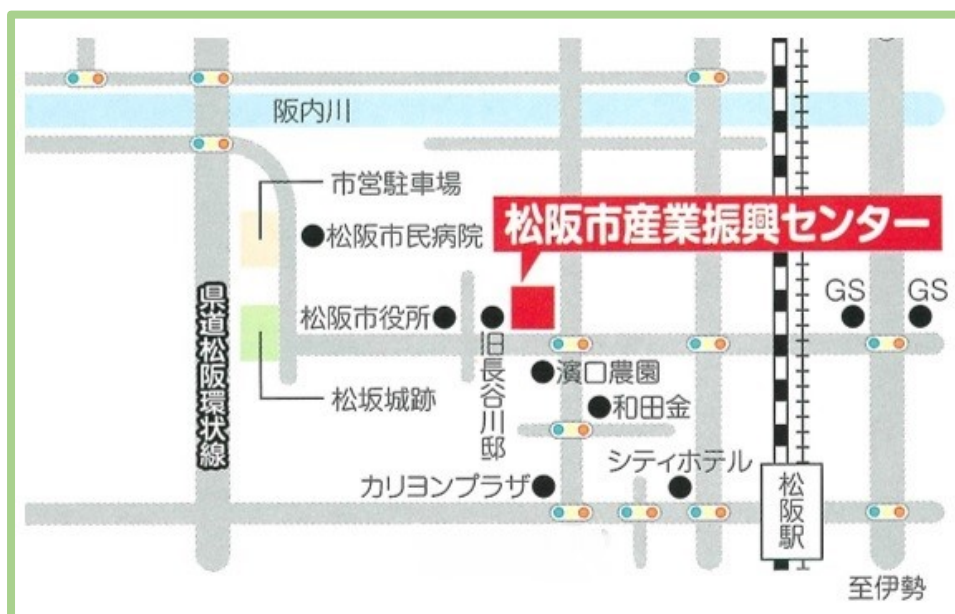 阪内川
市営駐車場
松阪市民病院
松阪市産業振興センター
GS
GS
松阪市役所
旧長谷川邸
県道松阪環状線
濱口農園
松坂城跡
和田金
シティホテル
カリヨンプラザ
松阪駅
至伊勢